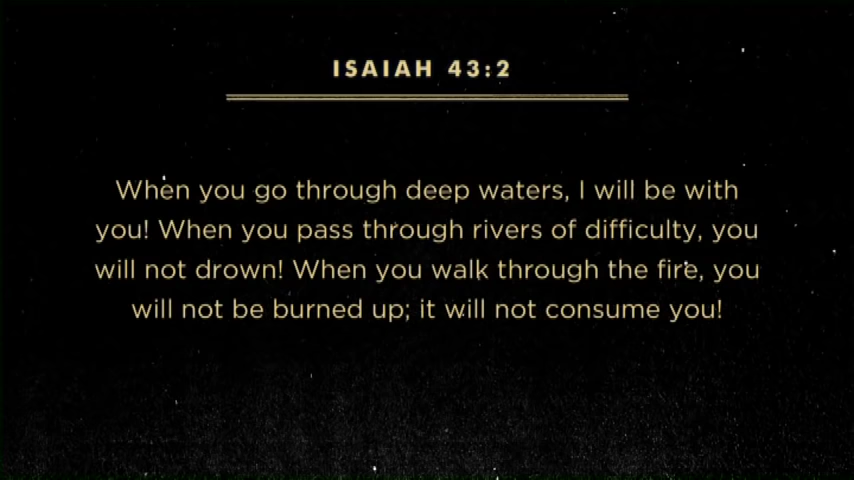 ISAIAH 43:2
When you go through deep waters, I will be with
you! When you pass through rivers of difficulty, you
will not drown! When you walk through the fire, you
will not be burned up; it will not consume you!